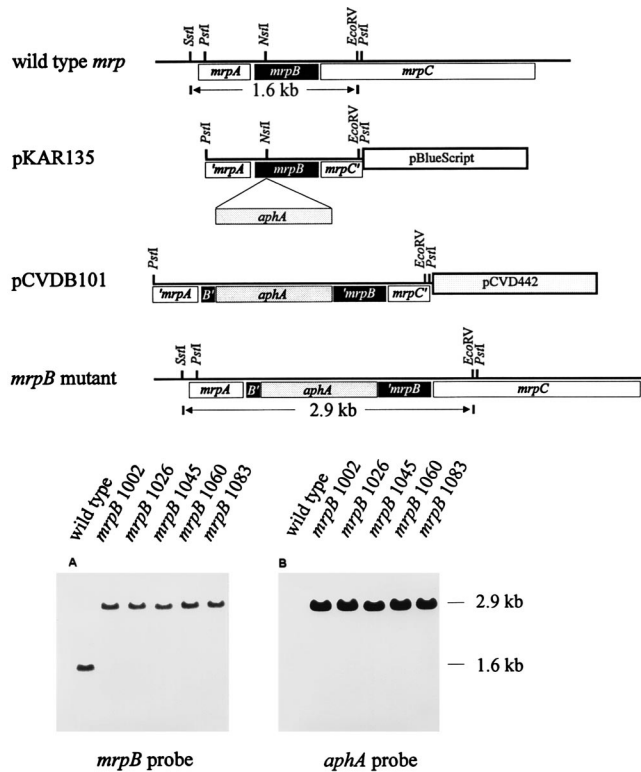 SstI PstI NsiI EcoRV PstI
wild type mrp
mrpA mrpB mrpC
1.6 kb
PstI NsiI EcoRV PstI
pKAR135
'mrpA mrpB mrpC' pBlueScript
aphA
PstI EcoRV PstI
pCVDB101
'mrpA B' aphA 'mrpB mrpC' pCVD442
SstI PstI EcoRV PstI
mrpB mutant
mrpA B' aphA 'mrpB mrpC
2.9 kb
wild type mrpB 1002 mrpB 1026 mrpB 1045 mrpB 1060 mrpB 1083
wild type mrpB 1002 mrpB 1026 mrpB 1045 mrpB 1060 mrpB 1083
A B
2.9 kb
1.6 kb
mrpB probe aphA probe